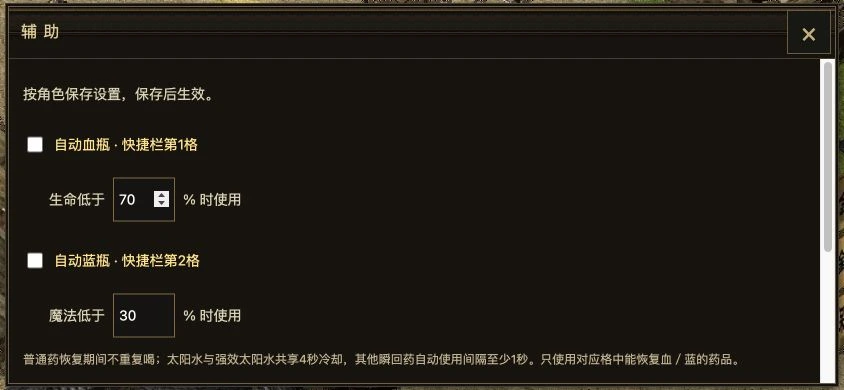 辅助
×
按角色保存设置，保存后生效。
自动血瓶 · 快捷栏第1格
生命低于 70 % 时使用
自动蓝瓶 · 快捷栏第2格
魔法低于 30 % 时使用
普通药恢复期间不重复喝；太阳水与强效太阳水共享4秒冷却，其他瞬回药自动使用间隔至少1秒。只使用对应格中能恢复血 / 蓝的药品。